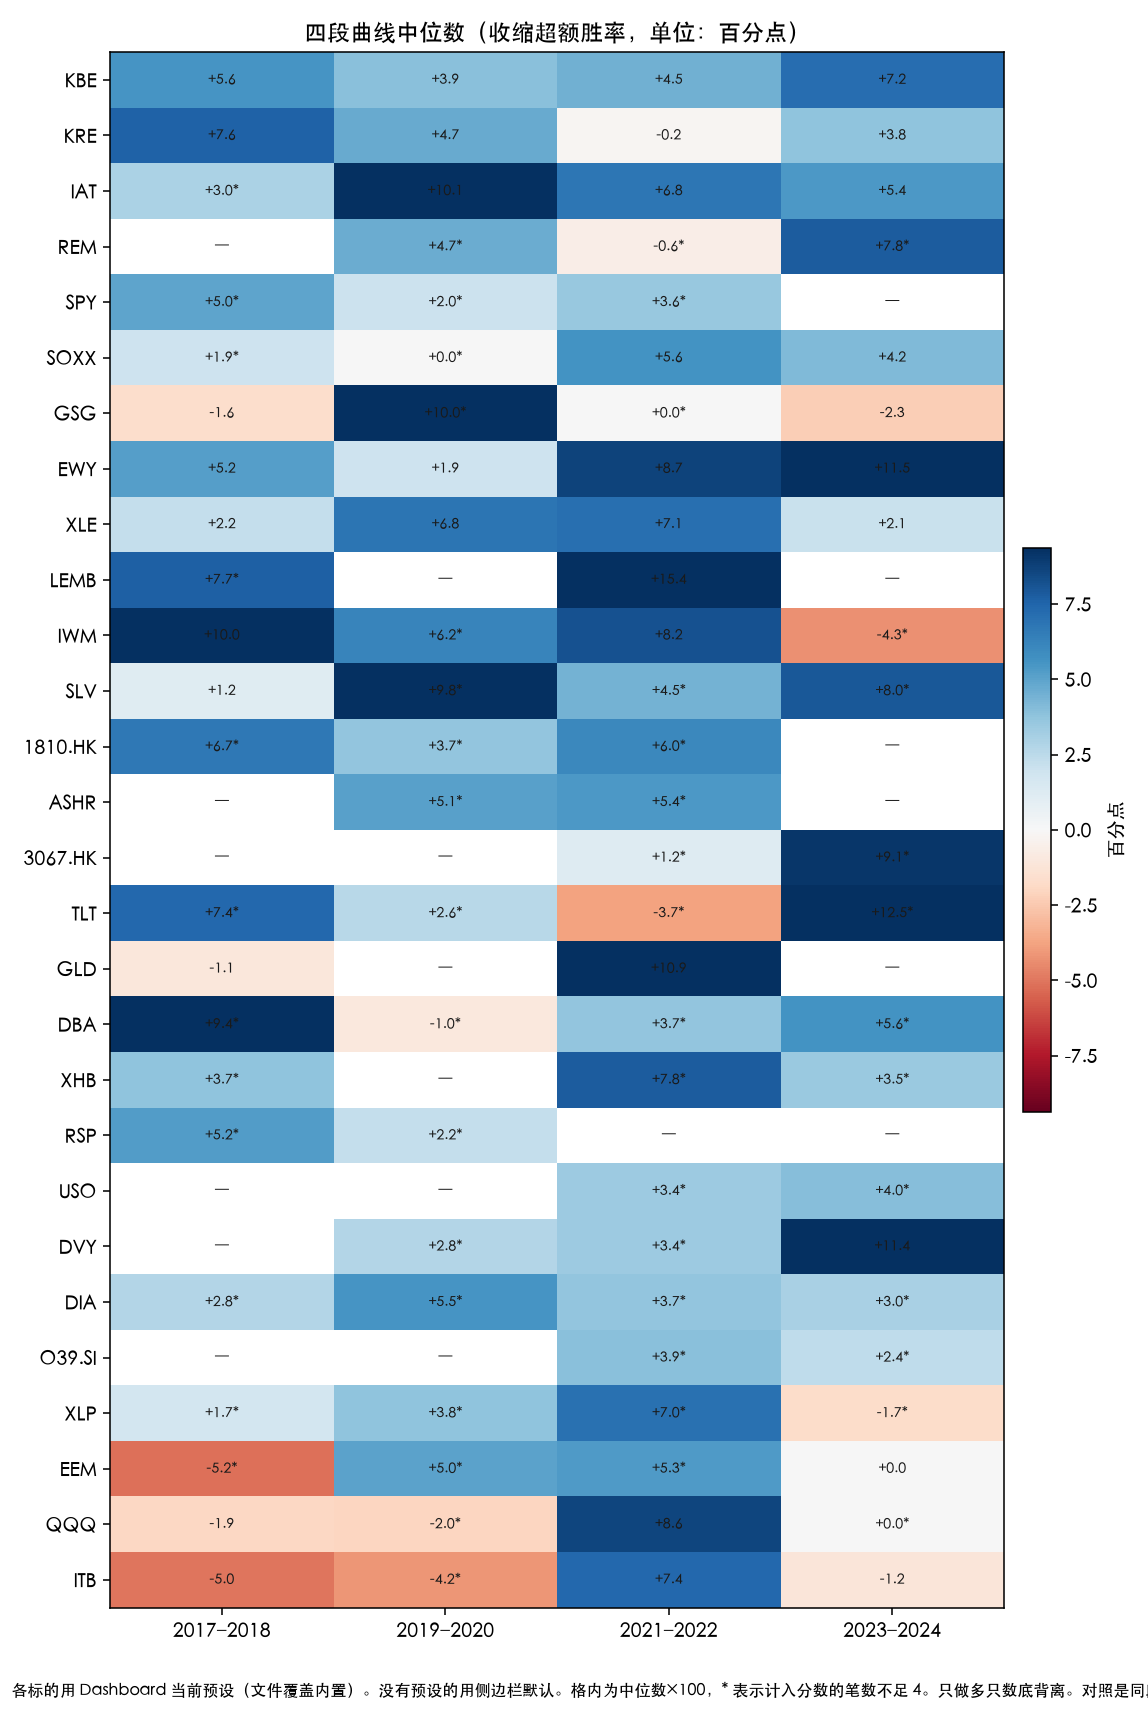 四段曲线中位数（收缩超额胜率，单位：百分点）
KBE +5.6 +3.9 +4.5 +7.2
KRE +7.6 +4.7 -0.2 +3.8
IAT +3.0* +10.1 +6.8 +5.4
REM — +4.7* -0.6* +7.8*
SPY +5.0* +2.0* +3.6* —
SOXX +1.9* +0.0* +5.6 +4.2
GSG -1.6 +10.0* +0.0* -2.3
EWY +5.2 +1.9 +8.7 +11.5
XLE +2.2 +6.8 +7.1 +2.1
LEMB +7.7* — +15.4 —
IWM +10.0 +6.2* +8.2 -4.3*
SLV +1.2 +9.8* +4.5* +8.0*
1810.HK +6.7* +3.7* +6.0* —
ASHR — +5.1* +5.4* —
3067.HK — — +1.2* +9.1*
TLT +7.4* +2.6* -3.7* +12.5*
GLD -1.1 — +10.9 —
DBA +9.4* -1.0* +3.7* +5.6*
XHB +3.7* — +7.8* +3.5*
RSP +5.2* +2.2* — —
USO — — +3.4* +4.0*
DVY — +2.8* +3.4* +11.4
DIA +2.8* +5.5* +3.7* +3.0*
O39.SI — — +3.9* +2.4*
XLP +1.7* +3.8* +7.0* -1.7*
EEM -5.2* +5.0* +5.3* +0.0
QQQ -1.9 -2.0* +8.6 +0.0*
ITB -5.0 -4.2* +7.4 -1.2
2017–2018 2019–2020 2021–2022 2023–2024
7.5
5.0
2.5
0.0
-2.5
-5.0
-7.5
百分点
各标的用 Dashboard 当前预设（文件覆盖内置）。没有预设的用侧边栏默认。格内为中位数×100，* 表示计入分数的笔数不足 4。只做多只数底背离。对照是同